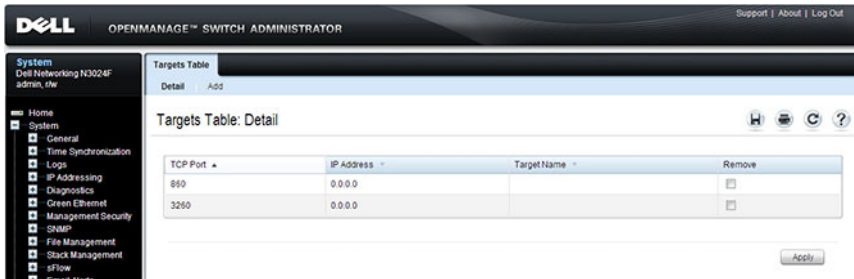 Support | About | Log Out
DELL OPENMANAGE™ SWITCH ADMINISTRATOR
System
Dell Networking N3024F
admin, r/w
Home
System
General
Time Synchronization
Logs
IP Addressing
Diagnostics
Green Ethernet
Management Security
SNMP
File Management
Stack Management
sFlow
Targets Table
Detail Add
Targets Table: Detail
TCP Port IP Address Target Name Remove
860 0.0.0.0
3260 0.0.0.0
Apply